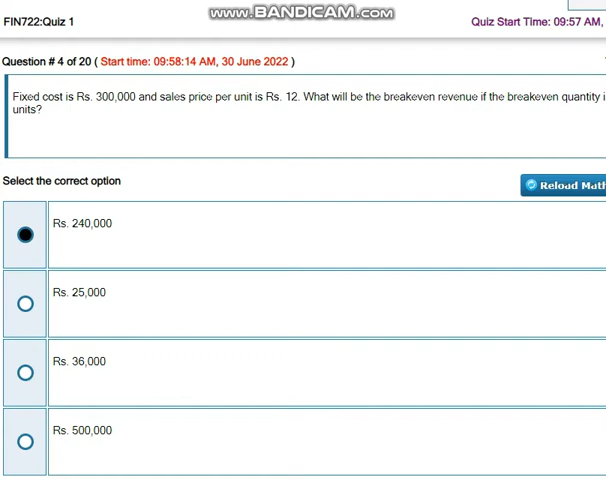 www.BANDICAM.com
FIN722:Quiz 1
Quiz Start Time: 09:57 AM,
Question # 4 of 20 ( Start time: 09:58:14 AM, 30 June 2022 )
Fixed cost is Rs. 300,000 and sales price per unit is Rs. 12. What will be the breakeven revenue if the breakeven quantity i
units?
Select the correct option
Reload Math
Rs. 240,000
Rs. 25,000
Rs. 36,000
Rs. 500,000